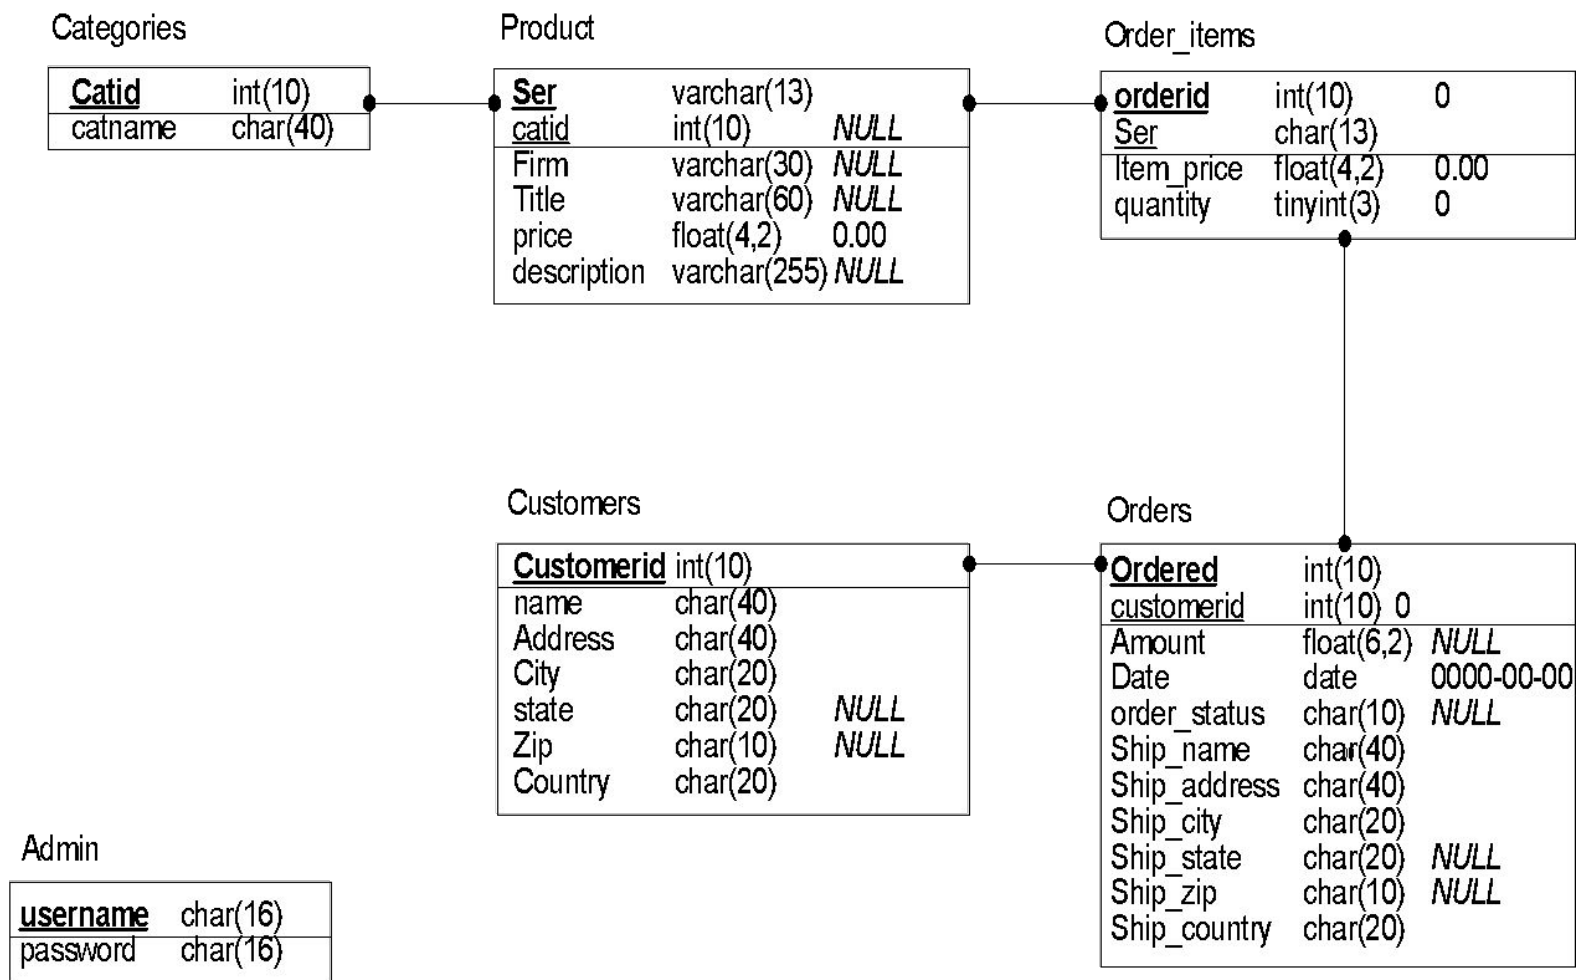 Categories
Catid int(10)
catname char(40)
Product
Ser varchar(13)
catid int(10) NULL
Firm varchar(30) NULL
Title varchar(60) NULL
price float(4,2) 0.00
description varchar(255) NULL
Order_items
orderid int(10) 0
Ser char(13)
Item_price float(4,2) 0.00
quantity tinyint(3) 0
Customers
Customerid int(10)
name char(40)
Address char(40)
City char(20)
state char(20) NULL
Zip char(10) NULL
Country char(20)
Orders
Ordered int(10)
customerid int(10) 0
Amount float(6,2) NULL
Date date 0000-00-00
order_status char(10) NULL
Ship_name char(40)
Ship_address char(40)
Ship_city char(20)
Ship_state char(20) NULL
Ship_zip char(10) NULL
Ship_country char(20)
Admin
username char(16)
password char(16)